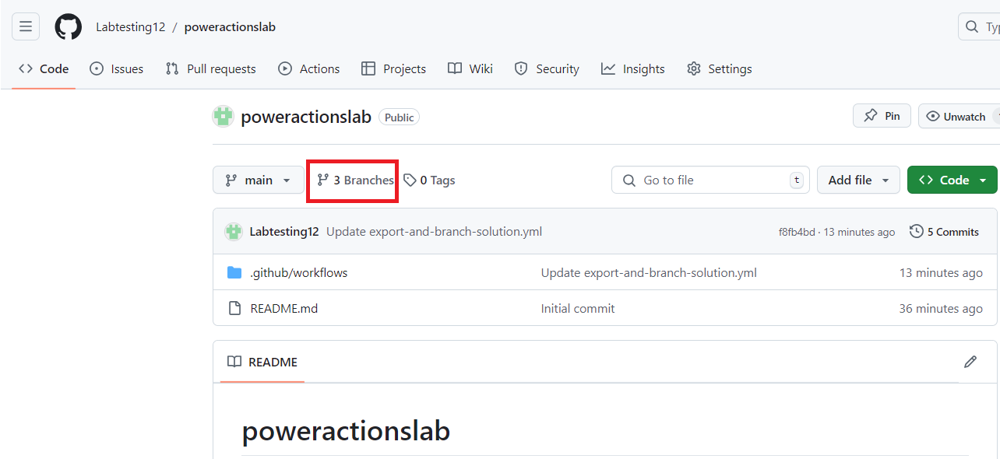 Labtesting12 / poweractionslab
Code Issues Pull requests Actions Projects Wiki Security Insights Settings
poweractionslab Public Pin Unwatch
main 3 Branches 0 Tags Go to file t Add file Code
Labtesting12 Update export-and-branch-solution.yml f8fb4bd · 13 minutes ago 5 Commits
.github/workflows Update export-and-branch-solution.yml 13 minutes ago
README.md Initial commit 36 minutes ago
README
poweractionslab